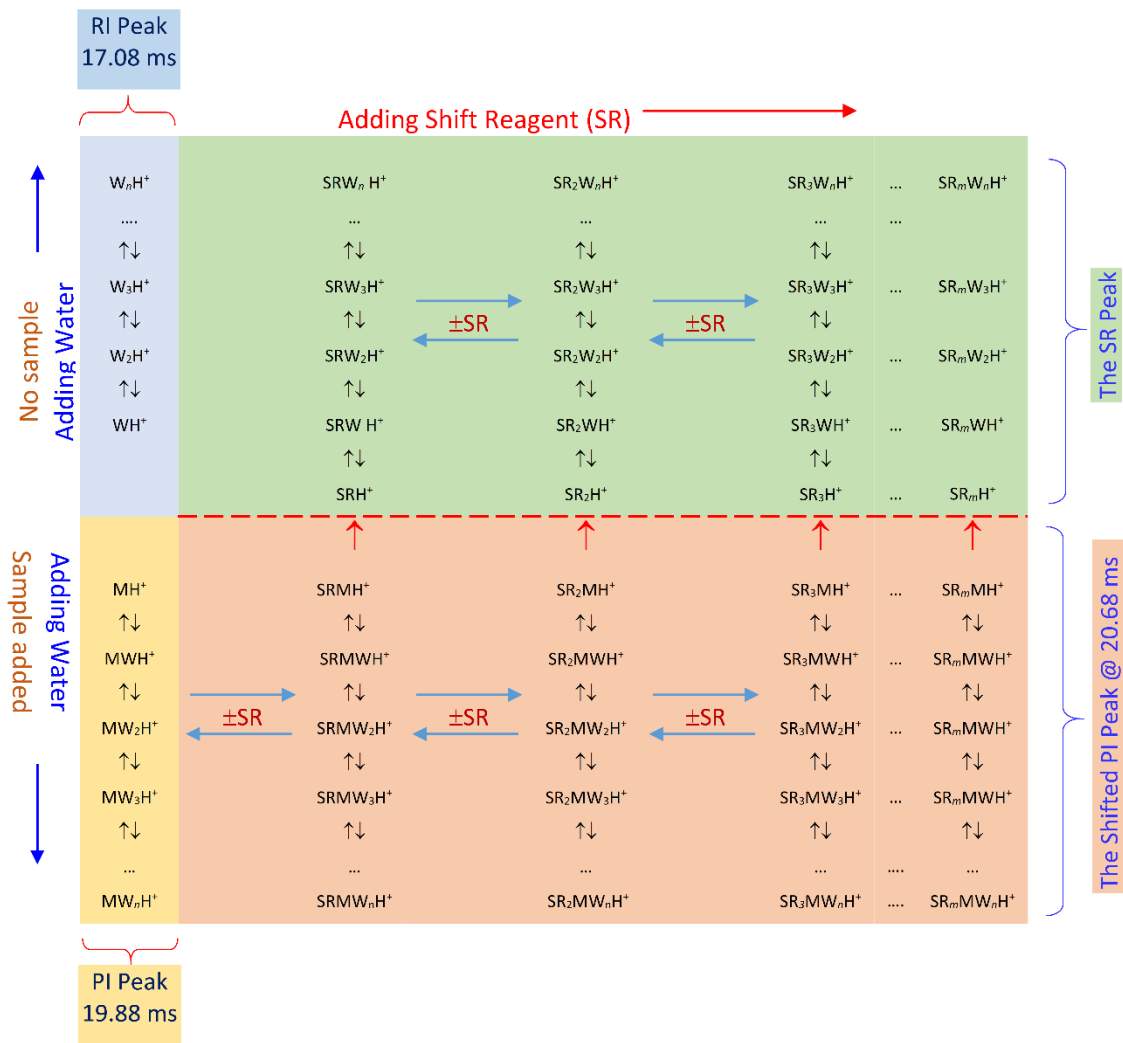 RI Peak
17.08 ms
Adding Shift Reagent (SR)
No sample
Adding Water
WₙH⁺ SRWₙ H⁺ SR₂WₙH⁺ SR₃WₙH⁺ ... SRₘWₙH⁺
.... ... ... ... ...
↑↓ ↑↓ ↑↓ ↑↓
W₃H⁺ SRW₃H⁺ SR₂W₃H⁺ SR₃W₃H⁺ ... SRₘW₃H⁺
↑↓ ↑↓ ±SR ↑↓ ±SR ↑↓
W₂H⁺ SRW₂H⁺ SR₂W₂H⁺ SR₃W₂H⁺ ... SRₘW₂H⁺
↑↓ ↑↓ ↑↓ ↑↓
WH⁺ SRW H⁺ SR₂WH⁺ SR₃WH⁺ ... SRₘWH⁺
↑↓ ↑↓ ↑↓
SRH⁺ SR₂H⁺ SR₃H⁺ ... SRₘH⁺
The SR Peak
Sample added
Adding Water
MH⁺ SRMH⁺ SR₂MH⁺ SR₃MH⁺ ... SRₘMH⁺
↑↓ ↑↓ ↑↓ ↑↓ ↑↓
MWH⁺ SRMWH⁺ SR₂MWH⁺ SR₃MWH⁺ ... SRₘMWH⁺
↑↓ ±SR ↑↓ ±SR ↑↓ ±SR ↑↓ ↑↓
MW₂H⁺ SRMW₂H⁺ SR₂MW₂H⁺ SR₃MW₂H⁺ ... SRₘMWH⁺
↑↓ ↑↓ ↑↓ ↑↓ ↑↓
MW₃H⁺ SRMW₃H⁺ SR₂MW₃H⁺ SR₃MW₃H⁺ ... SRₘMWH⁺
↑↓ ↑↓ ↑↓ ↑↓ ↑↓
... ... ... ... .... ...
MWₙH⁺ SRMWₙH⁺ SR₂MWₙH⁺ SR₃MWₙH⁺ .... SRₘMWₙH⁺
The Shifted PI Peak @ 20.68 ms
PI Peak
19.88 ms